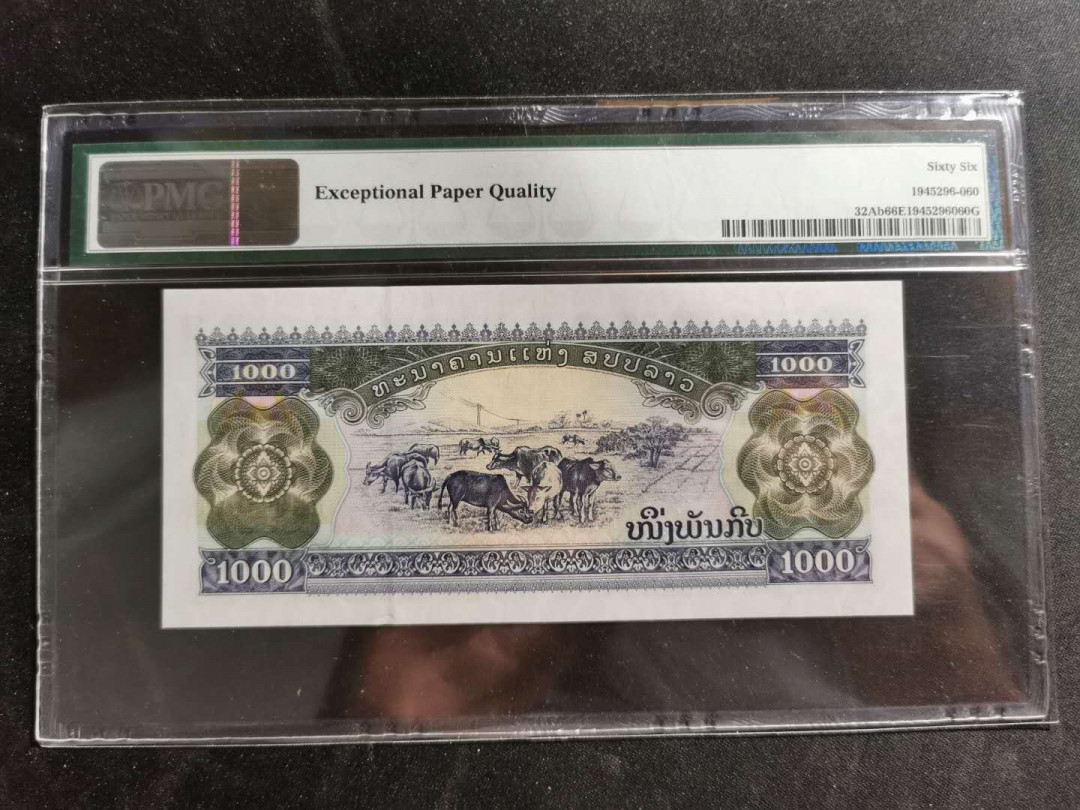 PMG
Exceptional Paper Quality
Sixty Six
1945296-060
32Ab66E1945296060G
ທະນາຄານແຫ່ງ ສປປລາວ
1000
1000
ໜຶ່ງພັນກີບ
1000
1000